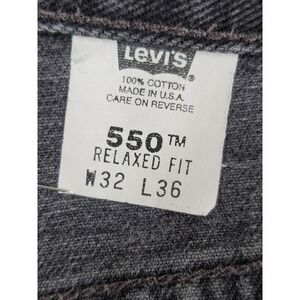 Levi's
100% COTTON
MADE IN U.S.A.
CARE ON REVERSE
550™
RELAXED FIT
W32 L36